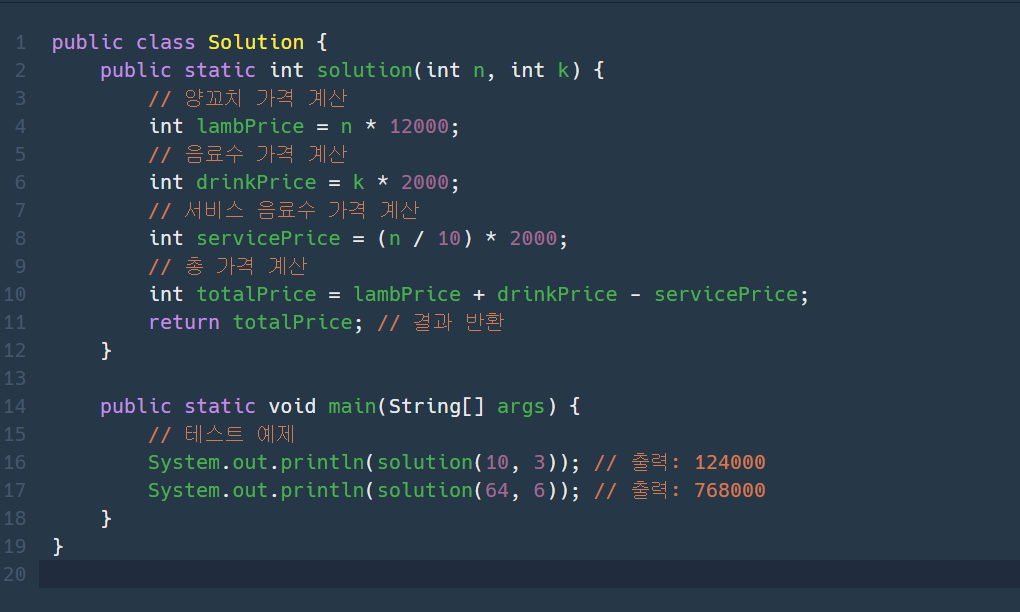 1 public class Solution {
2 public static int solution(int n, int k) {
3 // 양꼬치 가격 계산
4 int lambPrice = n * 12000;
5 // 음료수 가격 계산
6 int drinkPrice = k * 2000;
7 // 서비스 음료수 가격 계산
8 int servicePrice = (n / 10) * 2000;
9 // 총 가격 계산
10 int totalPrice = lambPrice + drinkPrice - servicePrice;
11 return totalPrice; // 결과 반환
12 }
13
14 public static void main(String[] args) {
15 // 테스트 예제
16 System.out.println(solution(10, 3)); // 출력: 124000
17 System.out.println(solution(64, 6)); // 출력: 768000
18 }
19 }
20